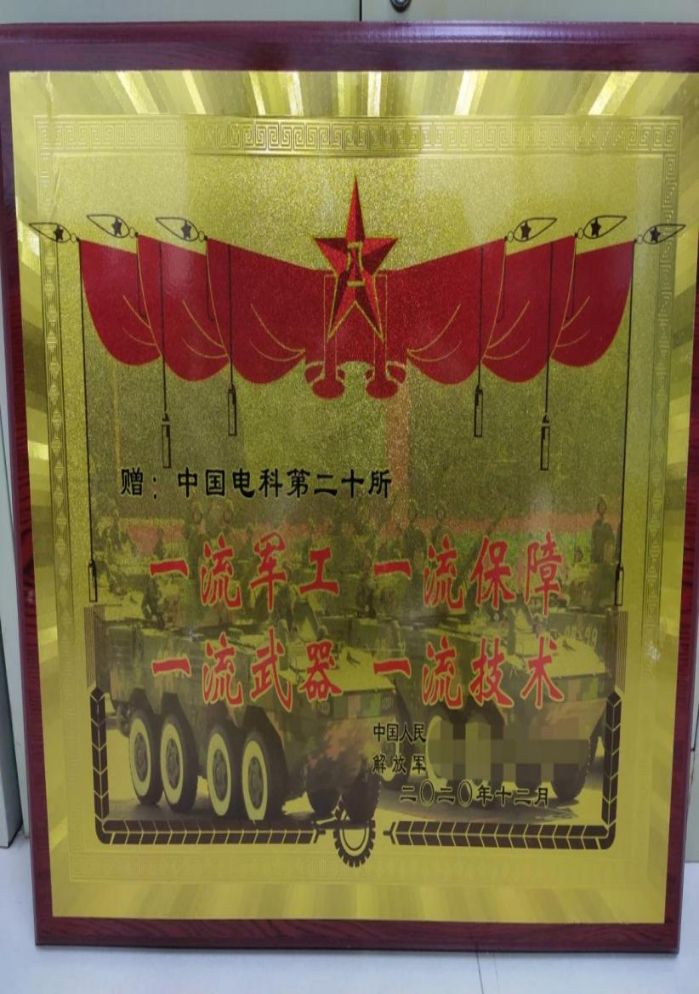 赠：中国电科第二十所
一流军工 一流保障
一流武器 一流技术
中国人民
解放军
二〇二〇年十二月